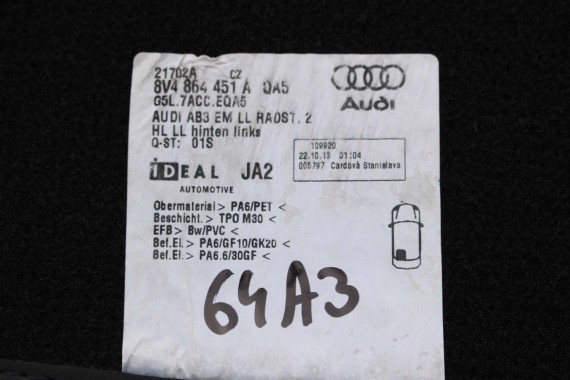 21702A CZ
8V4 864 451 A QA5
G5L.7ACC.EQA5
AUDI AB3 EM LL RADST. 2
HL LL hinten links
Q-ST: 01S
Audi
109920
22.10.13 01:04
005797 Cardová Stanislava
iDEAL JA2
AUTOMOTIVE
Obermaterial > PA6/PET <
Beschicht. > TPO M30 <
EFB > Bw/PVC <
Bef.El. > PA6/GF10/GK20 <
Bef.El. > PA6.6/30GF <
64A3